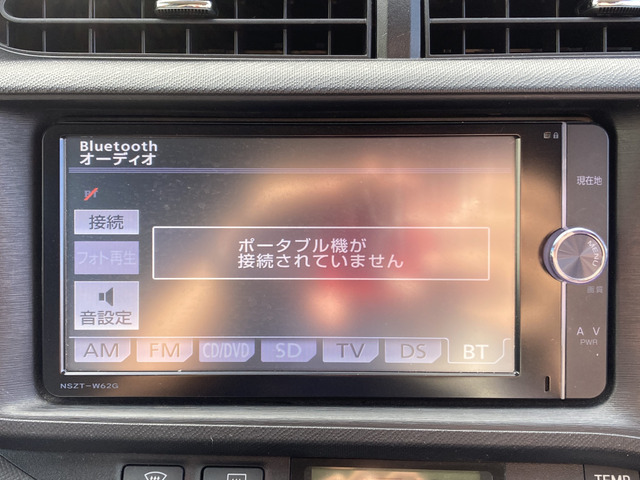 Bluetooth
オーディオ
BT
接続
フォト再生
音設定
ポータブル機が
接続されていません
AM FM CD/DVD SD TV DS BT
NSZT-W62G
現在地
MENU
画質
AV
PWR
TEMP